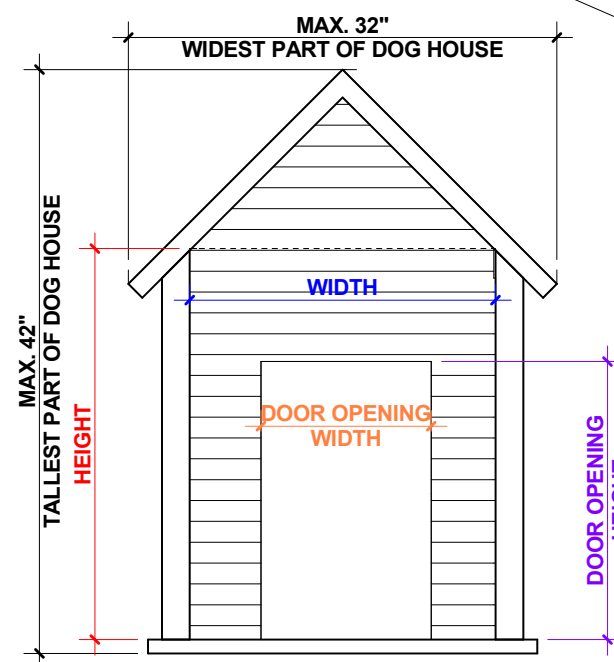 MAX. 32"
WIDEST PART OF DOG HOUSE
MAX. 42"
TALLEST PART OF DOG HOUSE
HEIGHT
WIDTH
DOOR OPENING
WIDTH
DOOR OPENING